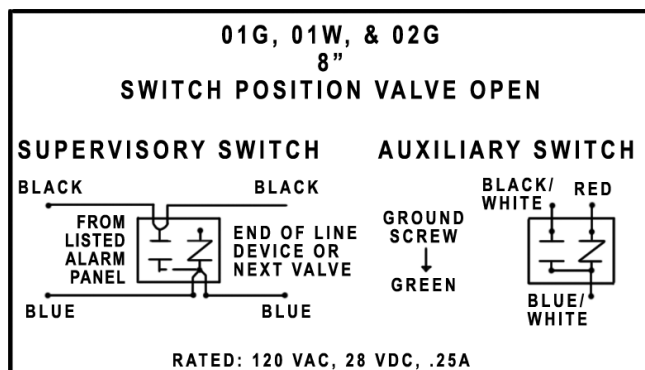 01G, 01W, & 02G
8”
SWITCH POSITION VALVE OPEN
SUPERVISORY SWITCH
BLACK
BLACK
FROM
LISTED
ALARM
PANEL
END OF LINE
DEVICE OR
NEXT VALVE
BLUE
BLUE
AUXILIARY SWITCH
GROUND
SCREW
GREEN
BLACK/
WHITE
RED
BLUE/
WHITE
RATED: 120 VAC, 28 VDC, .25A